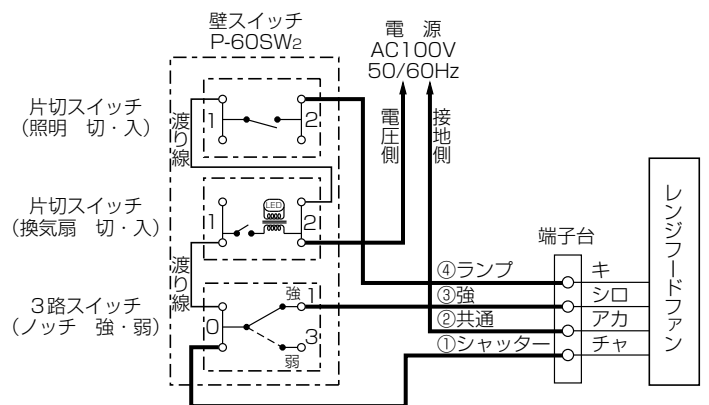 壁スイッチ
P-60SW2
電 源
AC100V
50/60Hz
電圧側
接地側
片切スイッチ
(照明 切・入)
1
2
渡り線
片切スイッチ
(換気扇 切・入)
1
LED
2
渡り線
3路スイッチ
(ノッチ 強・弱)
0
強
1
3
弱
端子台
④ランプ
キ
③強
シロ
②共通
アカ
①シャッター
チャ
レンジフードファン